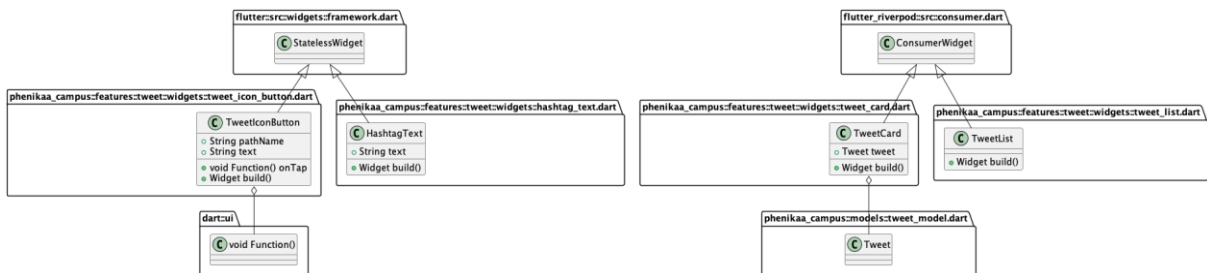 flutter::src::widgets::framework.dart
C StatelessWidget
phenikaa_campus::features::tweet::widgets::tweet_icon_button.dart
C TweetIconButton
String pathName
String text
void Function() onTap
Widget build()
phenikaa_campus::features::tweet::widgets::hashtag_text.dart
C HashtagText
String text
Widget build()
dart::ui
C void Function()
flutter_riverpod::src::consumer.dart
C ConsumerWidget
phenikaa_campus::features::tweet::widgets::tweet_card.dart
C TweetCard
Tweet tweet
Widget build()
phenikaa_campus::features::tweet::widgets::tweet_list.dart
C TweetList
Widget build()
phenikaa_campus::models::tweet_model.dart
C Tweet